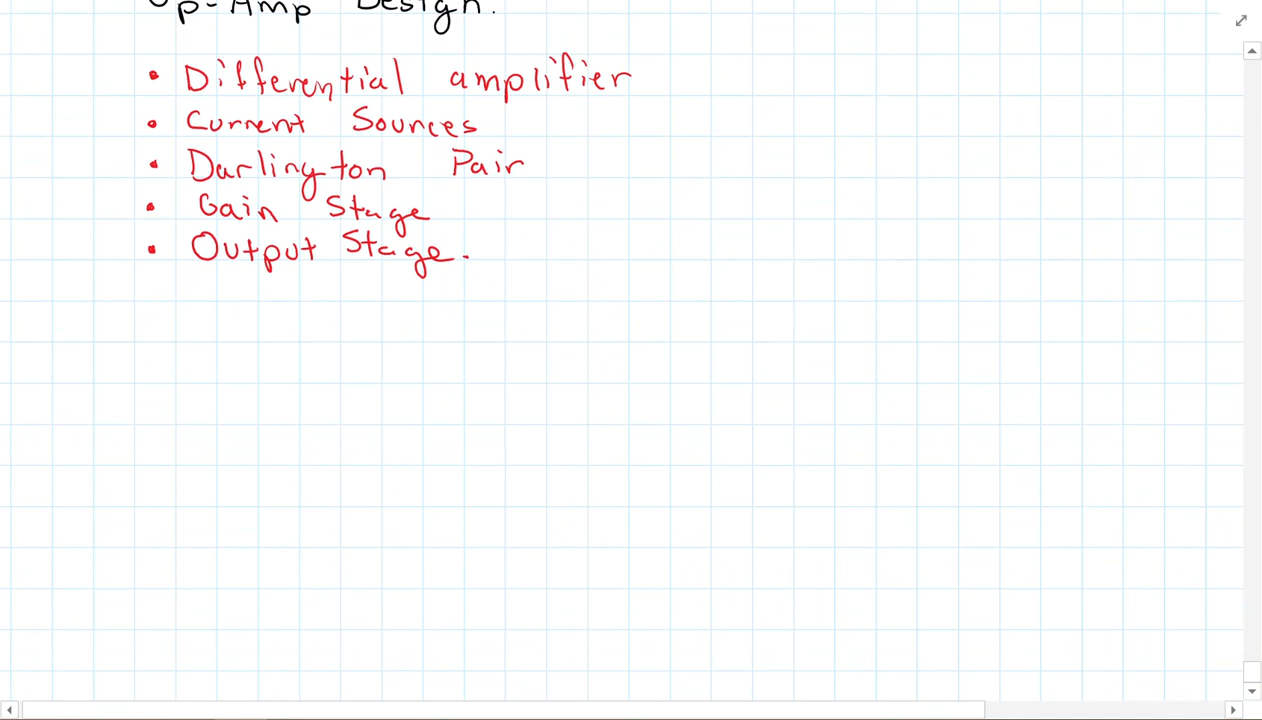 Op-Amp Design.
• Differential amplifier
• Current Sources
• Darlington Pair
• Gain Stage
• Output Stage.